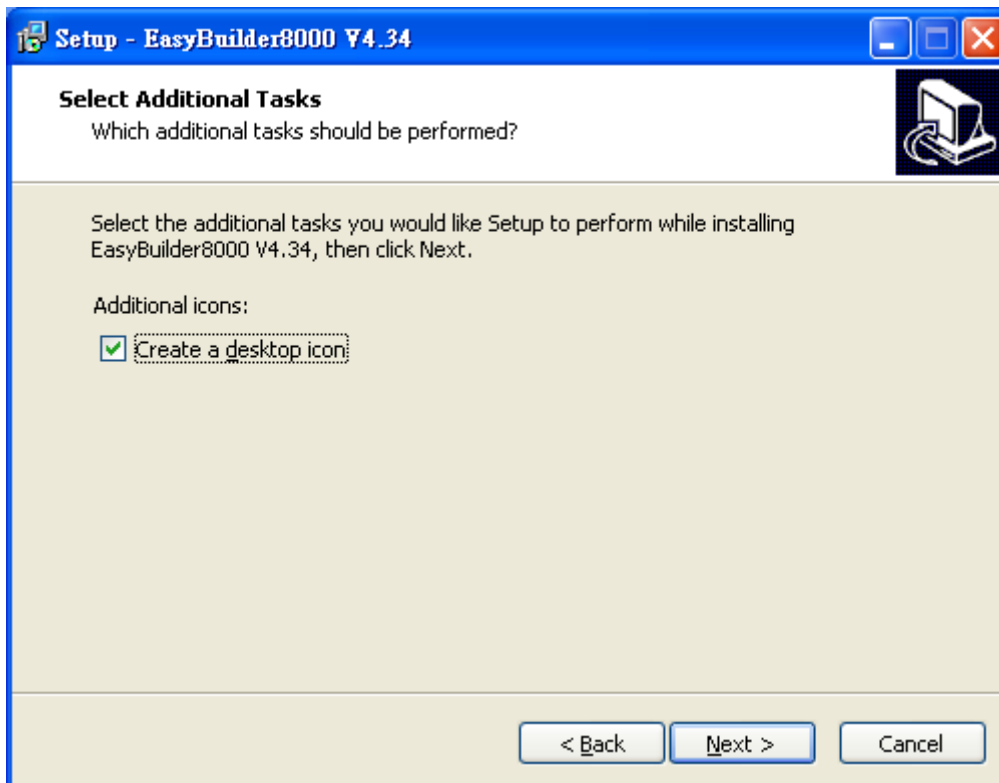 Setup - EasyBuilder8000 V4.34
Select Additional Tasks
Which additional tasks should be performed?
Select the additional tasks you would like Setup to perform while installing
EasyBuilder8000 V4.34, then click Next.
Additional icons:
Create a desktop icon
< Back
Next >
Cancel